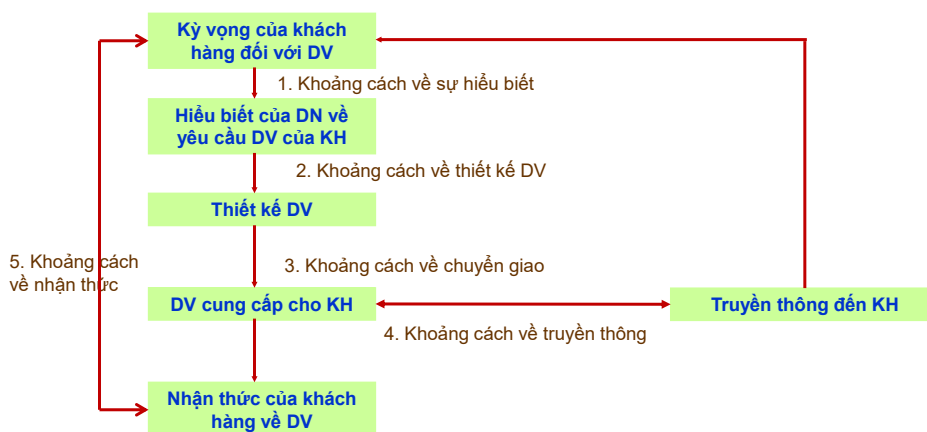 Kỳ vọng của khách
hàng đối với DV
1. Khoảng cách về sự hiểu biết
Hiểu biết của DN về
yêu cầu DV của KH
2. Khoảng cách về thiết kế DV
Thiết kế DV
5. Khoảng cách
về nhận thức
3. Khoảng cách về chuyển giao
DV cung cấp cho KH
Truyền thông đến KH
4. Khoảng cách về truyền thông
Nhận thức của khách
hàng về DV